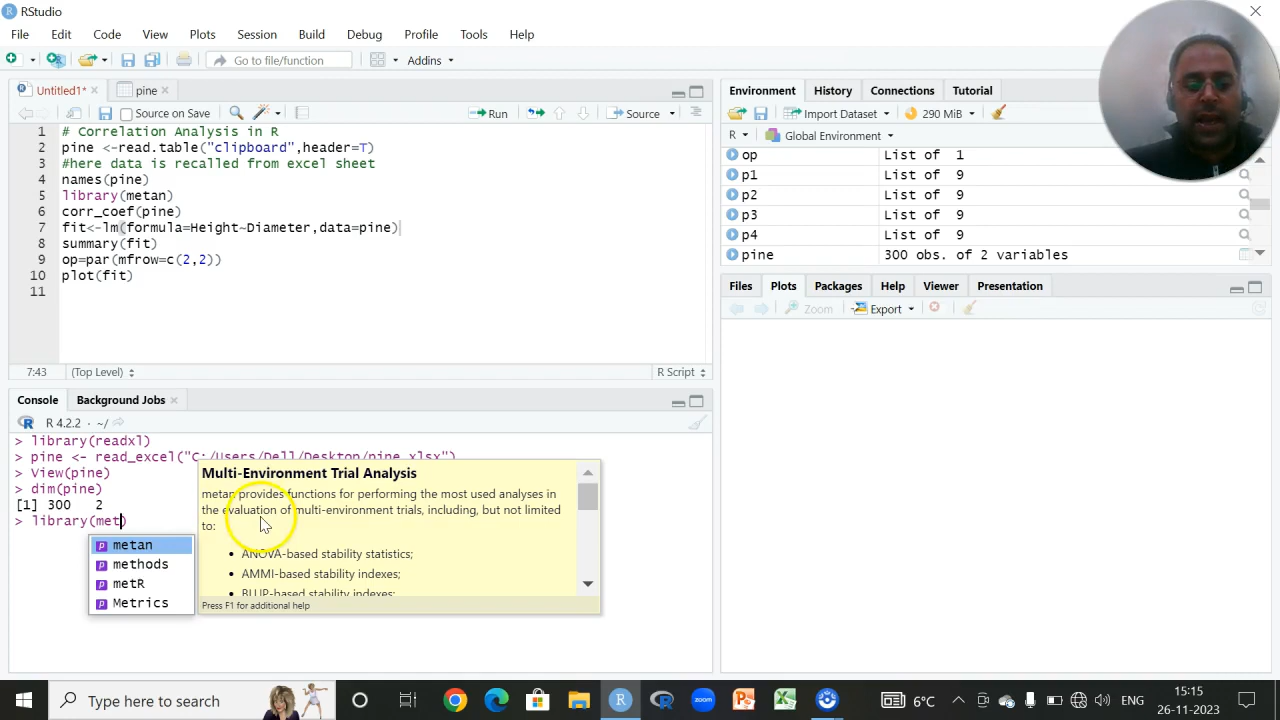 RStudio
File Edit Code View Plots Session Build Debug Profile Tools Help
Go to file/function Addins
Untitled1* pine
Source on Save Run Source
1 # Correlation Analysis in R
2 pine <-read.table("clipboard",header=T)
3 #here data is recalled from excel sheet
4 names(pine)
5 library(metan)
6 corr_coef(pine)
7 fit<-lm(formula=Height~Diameter,data=pine)
8 summary(fit)
9 op=par(mfrow=c(2,2))
10 plot(fit)
11
7:43 (Top Level) R Script
Console Background Jobs
R 4.2.2 · ~/
> library(readxl)
> pine <- read_excel("C:/Users/Dell/Desktop/pine.xlsx")
> View(pine)
> dim(pine)
[1] 300 2
> library(met)
metan
methods
metR
Metrics
Multi-Environment Trial Analysis
metan provides functions for performing the most used analyses in
the evaluation of multi-environment trials, including, but not limited
to:
• ANOVA-based stability statistics;
• AMMI-based stability indexes;
• BLUP-based stability indexes;
Press F1 for additional help
Environment History Connections Tutorial
Import Dataset 290 MiB
R Global Environment
op List of 1
p1 List of 9
p2 List of 9
p3 List of 9
p4 List of 9
pine 300 obs. of 2 variables
Files Plots Packages Help Viewer Presentation
Zoom Export
Type here to search
6°C ENG 15:15
26-11-2023